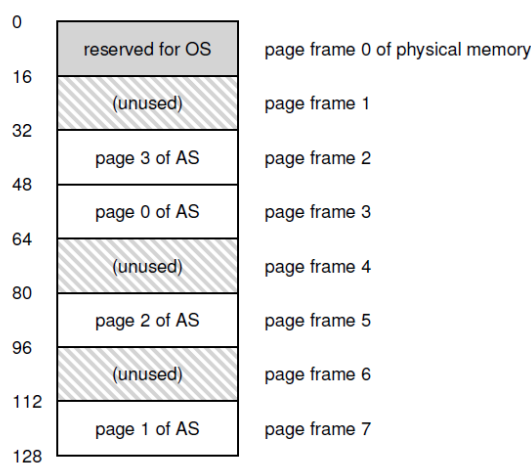 0
reserved for OS page frame 0 of physical memory
16
(unused) page frame 1
32
page 3 of AS page frame 2
48
page 0 of AS page frame 3
64
(unused) page frame 4
80
page 2 of AS page frame 5
96
(unused) page frame 6
112
page 1 of AS page frame 7
128